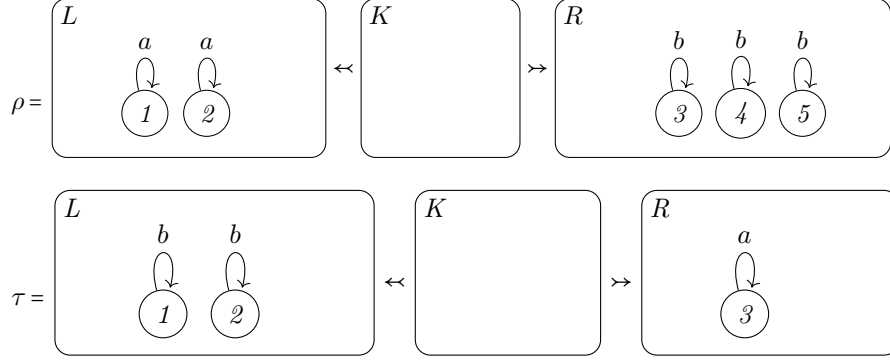 L K R
a a b b b
ρ = 1 2 ↢ ↣ 3 4 5
L K R
b b a
τ = 1 2 ↢ ↣ 3